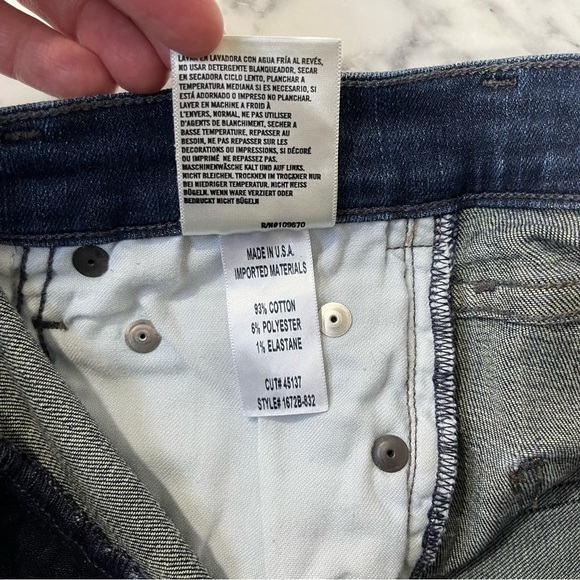 LAVAR EN LAVADORA CON AGUA FRÍA AL REVÉS,
NO USAR DETERGENTE BLANQUEADOR, SECAR
EN SECADORA CICLO LENTO, PLANCHAR A
TEMPERATURA MEDIANA SI ES NECESARIO, SI
ESTÁ ADORNADO O IMPRESO NO PLANCHAR.
LAVER EN MACHINE A FROID À
L'ENVERS, NORMAL, NE PAS UTILISER
D'AGENTS DE BLANCHIMENT, SECHER A
BASSE TEMPERATURE, REPASSER AU
BESOIN, NE PAS REPASSER SUR LES
DECORATIONS OU IMPRESSIONS, SI DÉCORÉ
OU IMPRIMÉ NE REPASSEZ PAS.
MASCHINENWÄSCHE KALT UND AUF LINKS.
NICHT BLEICHEN. TROCKNEN IM TROCKNER NUR
BEI NIEDRIGER TEMPERATUR. NICHT HEISS
BÜGELN. WENN WARE VERZIERT ODER
BEDRUCKT NICHT BÜGELN
R/N#109670
MADE IN U.S.A.
IMPORTED MATERIALS
93% COTTON
6% POLYESTER
1% ELASTANE
CUT# 45137
STYLE# 1672B-832